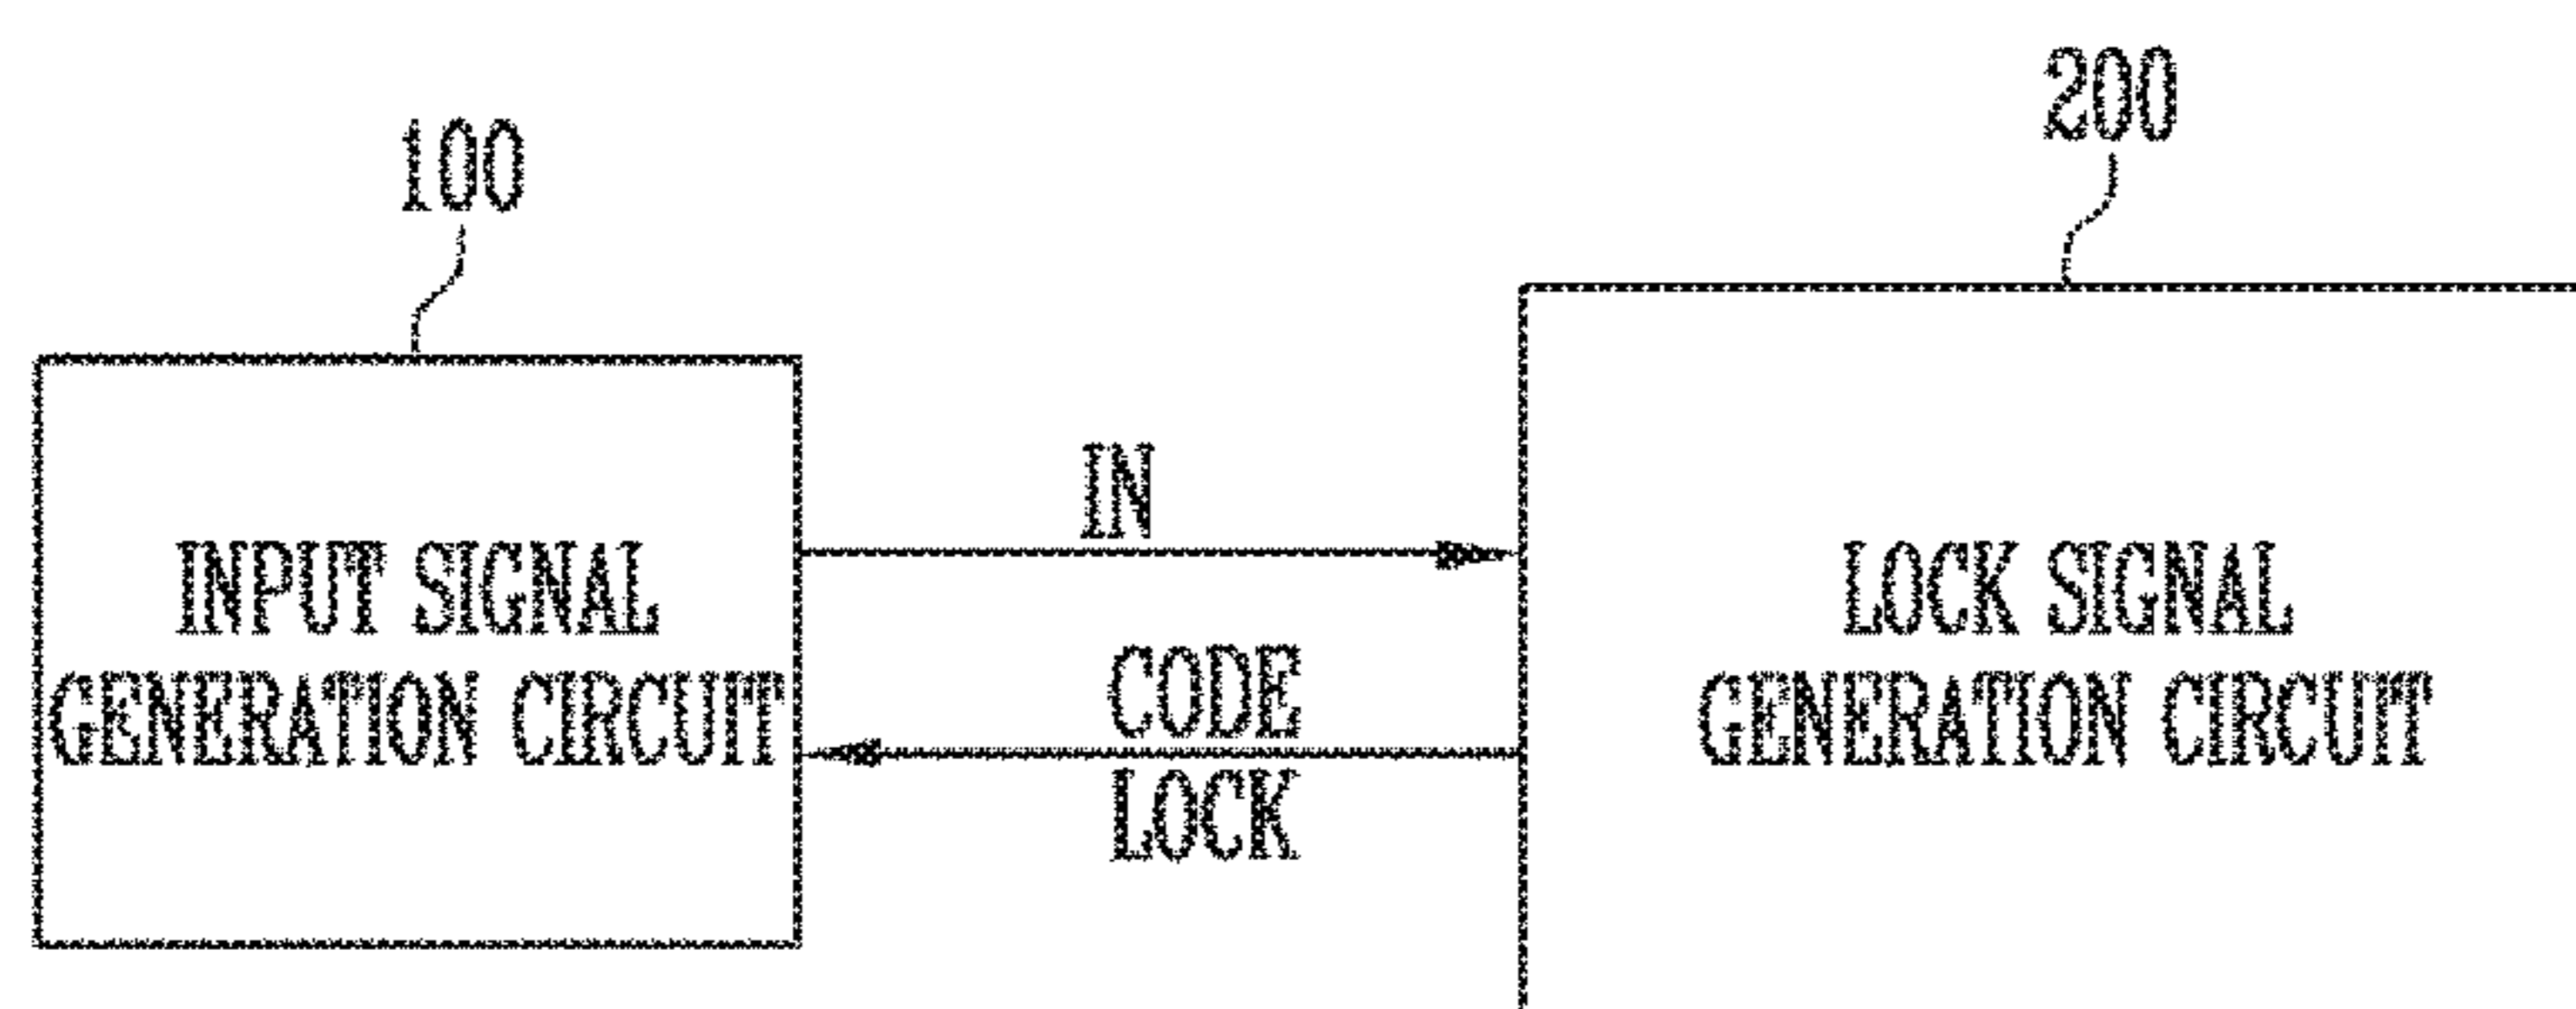 200
100
IN
INPUT SIGNAL
GENERATION CIRCUIT
CODE
LOCK
LOCK SIGNAL
GENERATION CIRCUIT